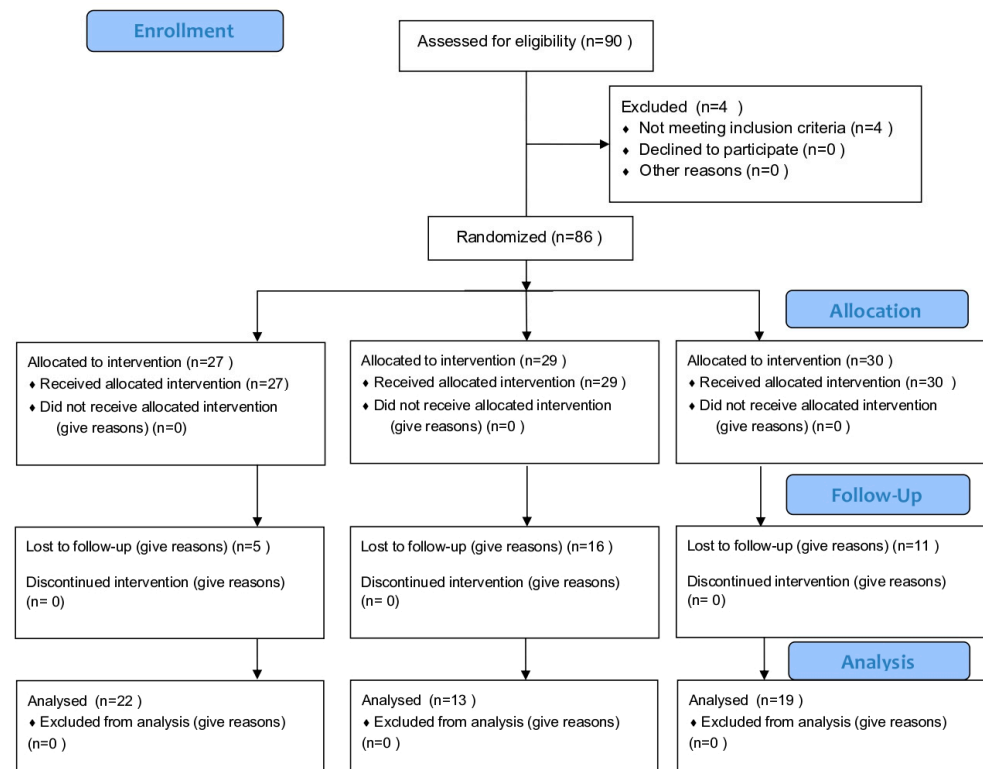 Enrollment
Assessed for eligibility (n=90 )
Excluded (n=4 )
♦ Not meeting inclusion criteria (n=4 )
♦ Declined to participate (n=0 )
♦ Other reasons (n=0 )
Randomized (n=86 )
Allocation
Allocated to intervention (n=27 )
♦ Received allocated intervention (n=27)
♦ Did not receive allocated intervention
(give reasons) (n=0)
Allocated to intervention (n=29 )
♦ Received allocated intervention (n=29 )
♦ Did not receive allocated intervention
(give reasons) (n=0 )
Allocated to intervention (n=30 )
♦ Received allocated intervention (n=30 )
♦ Did not receive allocated intervention
(give reasons) (n=0 )
Follow-Up
Lost to follow-up (give reasons) (n=5 )
Discontinued intervention (give reasons)
(n= 0)
Lost to follow-up (give reasons) (n=16 )
Discontinued intervention (give reasons)
(n= 0)
Lost to follow-up (give reasons) (n=11 )
Discontinued intervention (give reasons)
(n= 0)
Analysis
Analysed (n=22 )
♦ Excluded from analysis (give reasons)
(n=0 )
Analysed (n=13 )
♦ Excluded from analysis (give reasons)
(n=0 )
Analysed (n=19 )
♦ Excluded from analysis (give reasons)
(n=0 )